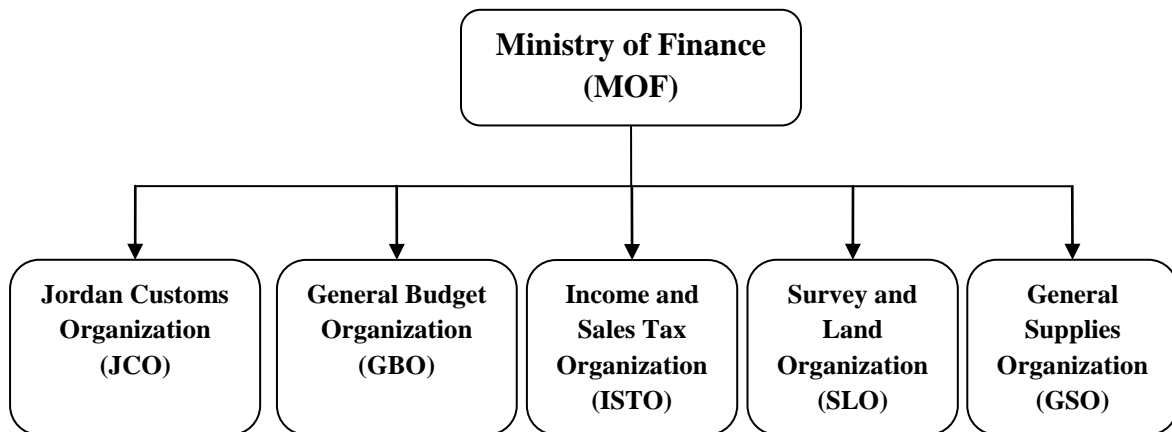 Ministry of Finance
(MOF)
Jordan Customs
Organization
(JCO)
General Budget
Organization
(GBO)
Income and
Sales Tax
Organization
(ISTO)
Survey and
Land
Organization
(SLO)
General
Supplies
Organization
(GSO)